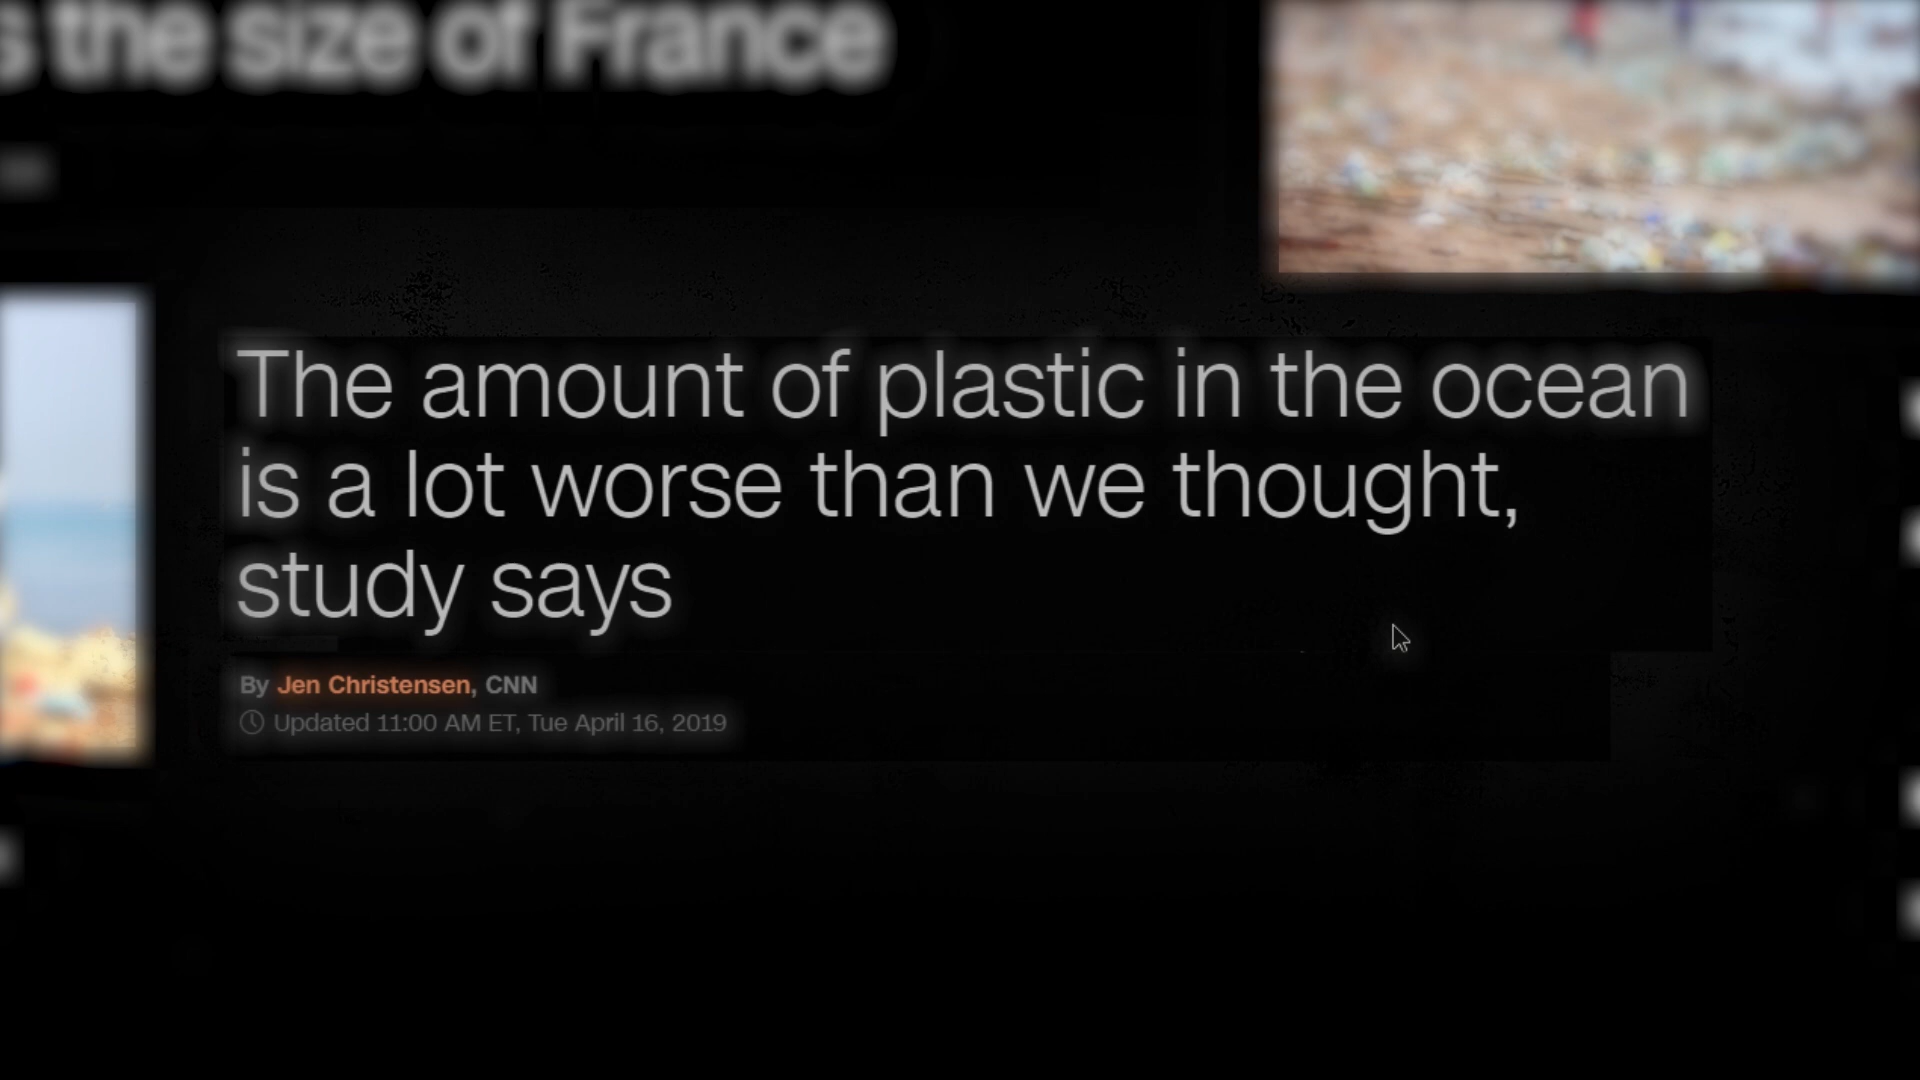 the size of France
The amount of plastic in the ocean
is a lot worse than we thought,
study says
By Jen Christensen, CNN
Updated 11:00 AM ET, Tue April 16, 2019